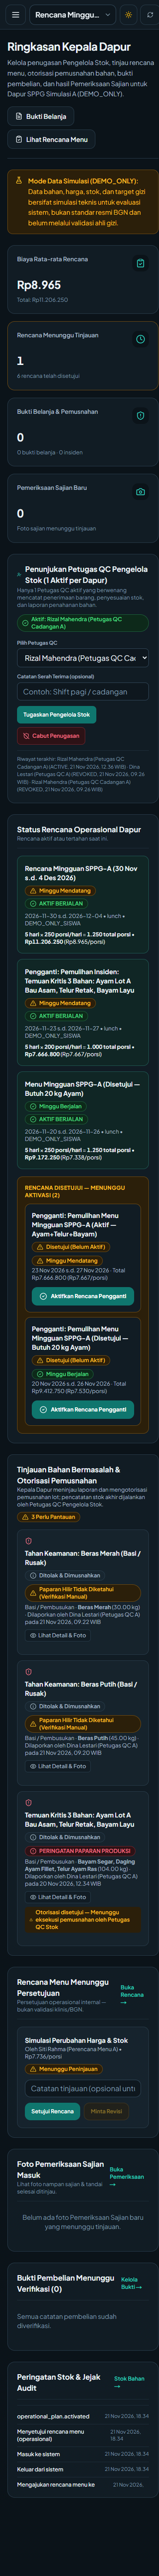 Rencana Minggu...
Ringkasan Kepala Dapur
Ringkasan untuk Pengelola Stok, tinjau rencana
menu, otorisasi pemusnahan bahan, bukti
pembelian, dan hasil Pemeriksaan Sajian untuk
Dapur SPPG Simulasi A (DEMO_ONLY).
Bukti Belanja
Lihat Rencana Menu
Mode Data Simulasi (DEMO_ONLY):
Data bahan, harga, stok, dan target gizi
bersifat simulasi teknis untuk evaluasi
sistem, bukan standar resmi BGN dan
belum melalui validasi ahli gizi.
Biaya Rata-rata Rencana
Rp8.965
Total: Rp11.206.250
Rencana Menunggu Tinjauan
1
6 rencana telah disetujui
Bukti Belanja & Pemusnahan
0
0 bukti belanja · 0 insiden
Pemeriksaan Sajian Baru
0
Foto sajian menunggu tinjauan
Penunjukan Petugas QC Pengelola
Stok (1 Aktif per Dapur)
Hanya 1 Petugas QC aktif yang berwenang
mencatat penerimaan barang, penyesuaian stok,
dan laporan penahanan bahan.
Aktif: Rizal Mahendra (Petugas QC
Cadangan A)
Pilih Petugas QC
Rizal Mahendra (Petugas QC Cac
Catatan Serah Terima (opsional)
Contoh: Shift pagi / cadangan
Tugaskan Pengelola Stok
Cabut Penugasan
Riwayat terakhir: Rizal Mahendra (Petugas QC
Cadangan A) (ACTIVE, 21 Nov 2026, 12.36 WIB) · Dina
Lestari (Petugas QC A) (REVOKED, 21 Nov 2026, 09.26
WIB) · Rizal Mahendra (Petugas QC Cadangan A)
(REVOKED, 21 Nov 2026, 09.26 WIB)
Status Rencana Operasional Dapur
Rencana aktif atau tertahan saat ini.
Rencana Mingguan SPPG-A (30 Nov
s.d. 4 Des 2026)
Minggu Mendatang
AKTIF BERJALAN
2026-11-30 s.d. 2026-12-04 • lunch •
DEMO_ONLY_SISWA
5 hari × 250 porsi/hari = 1.250 total porsi •
Rp11.206.250 (Rp8.965/porsi)
Pengganti: Pemulihan Insiden:
Temuan Kritis 3 Bahan: Ayam Lot A
Bau Asam, Telur Retak, Bayam Layu
Minggu Mendatang
AKTIF BERJALAN
2026-11-23 s.d. 2026-11-27 • lunch •
DEMO_ONLY_SISWA
4 hari × 250 porsi/hari = 1.000 total porsi •
Rp7.666.800 (Rp7.667/porsi)
Menu Mingguan SPPG-A (Disetujui —
Butuh 20 kg Ayam)
Minggu Berjalan
AKTIF BERJALAN
2026-11-20 s.d. 2026-11-26 • lunch •
DEMO_ONLY_SISWA
5 hari × 250 porsi/hari = 1.250 total porsi •
Rp9.172.250 (Rp7.338/porsi)
RENCANA DISETUJUI — MENUNGGU
AKTIVASI (2)
Pengganti: Pemulihan Menu
Mingguan SPPG-A (Aktif —
Ayam+Telur+Bayam)
Disetujui (Belum Aktif)
Minggu Mendatang
23 Nov 2026 s.d. 27 Nov 2026 · Total
Rp7.666.800 (Rp7.667/porsi)
Aktifkan Rencana Pengganti
Pengganti: Pemulihan Menu
Mingguan SPPG-A (Disetujui —
Butuh 20 kg Ayam)
Disetujui (Belum Aktif)
Minggu Berjalan
20 Nov 2026 s.d. 26 Nov 2026 · Total
Rp9.412.750 (Rp7.530/porsi)
Aktifkan Rencana Pengganti
Tinjauan Bahan Bermasalah &
Otorisasi Pemusnahan
Kepala Dapur meninjau laporan dan mengotorisasi
pemusnahan lot; pencatatan stok akhir dijalankan
oleh Petugas QC Pengelola Stok.
3 Perlu Pantauan
Tahan Keamanan: Beras Merah (Basi /
Rusak)
Ditolak & Dimusnahkan
Paparan Hilir Tidak Diketahui
(Verifikasi Manual)
Basi / Pembusukan · Beras Merah (30.00 kg)
· Dilaporkan oleh Dina Lestari (Petugas QC A)
pada 21 Nov 2026, 09.22 WIB
Lihat Detail & Foto
Tahan Keamanan: Beras Putih (Basi /
Rusak)
Ditolak & Dimusnahkan
Paparan Hilir Tidak Diketahui
(Verifikasi Manual)
Basi / Pembusukan · Beras Putih (45.00 kg) ·
Dilaporkan oleh Dina Lestari (Petugas QC A)
pada 21 Nov 2026, 09.20 WIB
Lihat Detail & Foto
Temuan Kritis 3 Bahan: Ayam Lot A
Bau Asam, Telur Retak, Bayam Layu
Ditolak & Dimusnahkan
PERINGATAN PAPARAN PRODUKSI
Basi / Pembusukan · Bayam Segar, Daging
Ayam Fillet, Telur Ayam Ras (104.00 kg) ·
Dilaporkan oleh Dina Lestari (Petugas QC A)
pada 20 Nov 2026, 12.34 WIB
Lihat Detail & Foto
Otorisasi disetujui — Menunggu
eksekusi pemusnahan oleh Petugas
QC Stok
Rencana Menu Menunggu
Persetujuan
Persetujuan operasional internal —
bukan validasi klinis/BGN.
Buka
Rencana
→
Simulasi Perubahan Harga & Stok
Oleh Siti Rahma (Perencana Menu A) •
Rp7.736/porsi
Menunggu Peninjauan
Catatan tinjauan (opsional untu
Setujui Rencana
Minta Revisi
Foto Pemeriksaan Sajian
Masuk
Lihat foto nampan sajian & tandai
selesai ditinjau.
Buka
Pemeriksaan
→
Belum ada foto Pemeriksaan Sajian baru
yang menunggu tinjauan.
Bukti Pembelian Menunggu
Verifikasi (0)
Kelola
Bukti →
Semua catatan pembelian sudah
diverifikasi.
Peringatan Stok & Jejak
Audit
Stok Bahan
→
operational_plan.activated
21 Nov 2026, 18.34
Menyetujui rencana menu
(operasional)
21 Nov 2026,
18.34
Masuk ke sistem
21 Nov 2026, 18.34
Keluar dari sistem
21 Nov 2026, 18.34
Mengajukan rencana menu ke
21 Nov 2026,